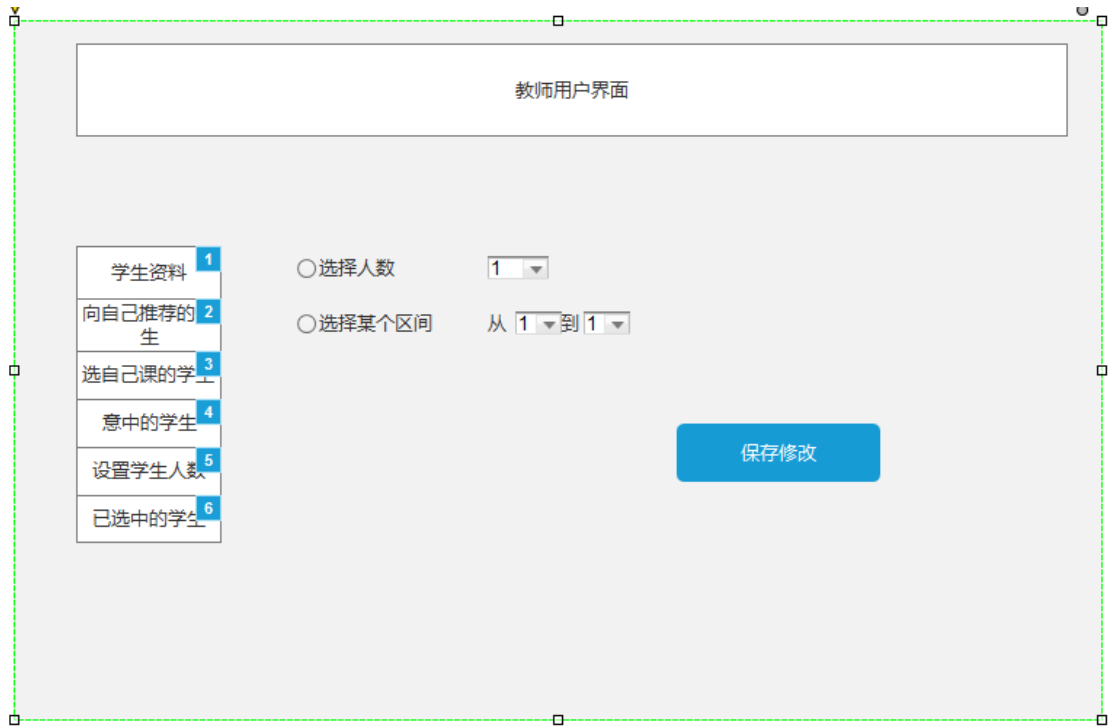 教师用户界面
学生资料 1
向自己推荐的 2
生
选自己课的学生 3
意中的学生 4
设置学生人数 5
已选中的学生 6
选择人数 1
选择某个区间 从 1 到 1
保存修改